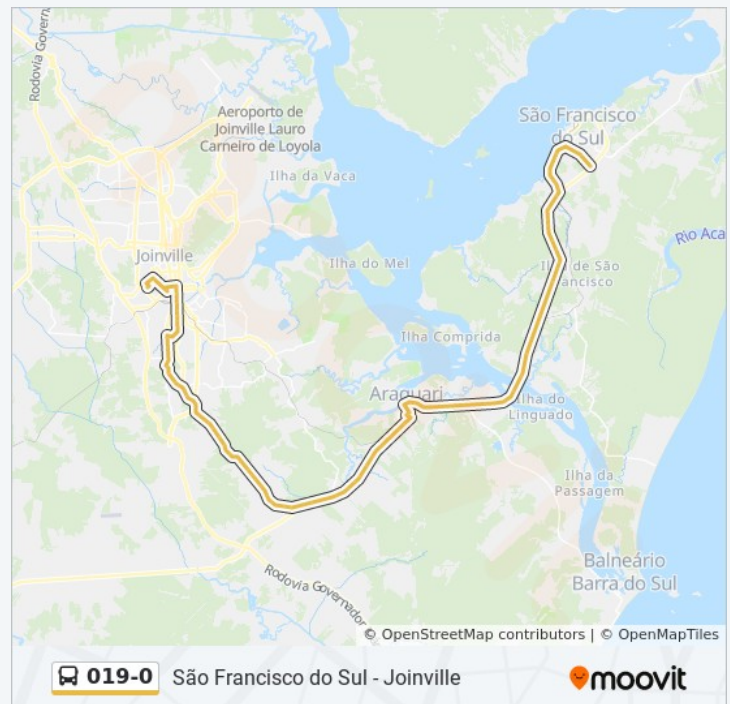 Rodovia Govern
São Francisco
do Sul
Aeroporto de
Joinville Lauro
Carneiro de Loyola
Ilha da Vaca
Rio Aca
Joinville
Ilha do Mel
Ilha de São
Francisco
Ilha Comprida
Araquari
Ilha do
Linguado
Ilha da
Passagem
Balneário
Barra do Sul
Rodovia Governador
© OpenStreetMap contributors | © OpenMapTiles
019-0 São Francisco do Sul - Joinville
moovit